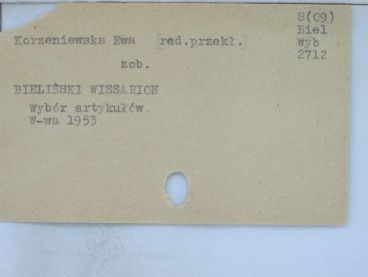 8(09)
Biel
Korzeniewska Ewa [red.przekł.] Wyb
2712
zob.
BIELIŃSKI WISSARION
Wybór artykułów.
W-wa 1953